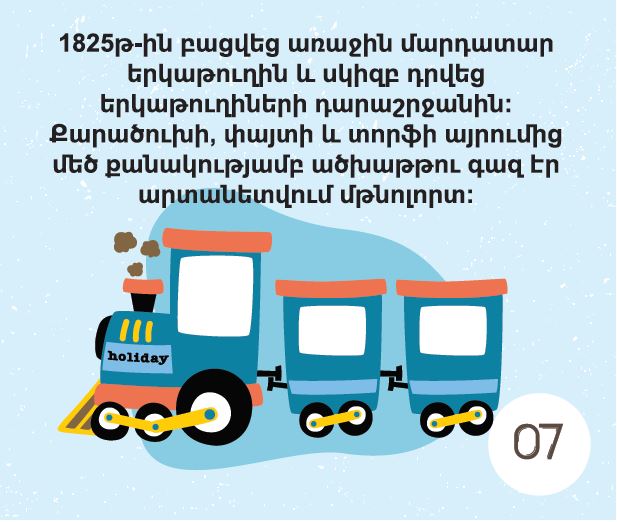 1825թ-ին բացվեց առաջին մարդատար
երկաթուղին և սկիզբ դրվեց
երկաթուղիների դարաշրջանին:
Քարածուխի, փայտի և տորֆի այրումից
մեծ քանակությամբ ածխաթթու գազ էր
արտանետվում մթնոլորտ:
holiday
07